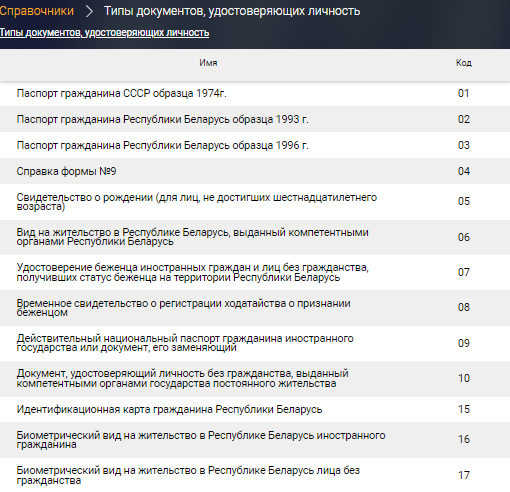 Справочники > Типы документов, удостоверяющих личность
Типы документов, удостоверяющих личность
Имя Код
Паспорт гражданина СССР образца 1974г. 01
Паспорт гражданина Республики Беларусь образца 1993 г. 02
Паспорт гражданина Республики Беларусь образца 1996 г. 03
Справка формы №9 04
Свидетельство о рождении (для лиц, не достигших шестнадцатилетнего
возраста) 05
Вид на жительство в Республике Беларусь, выданный компетентными
органами Республики Беларусь 06
Удостоверение беженца иностранных граждан и лиц без гражданства,
получивших статус беженца на территории Республики Беларусь 07
Временное свидетельство о регистрации ходатайства о признании
беженцом 08
Действительный национальный паспорт гражданина иностранного
государства или документ, его заменяющий 09
Документ, удостоверяющий личность без гражданства, выданный
компетентными органами государства постоянного жительства 10
Идентификационная карта гражданина Республики Беларусь 15
Биометрический вид на жительство в Республике Беларусь иностранного
гражданина 16
Биометрический вид на жительство в Республике Беларусь лица без
гражданства 17